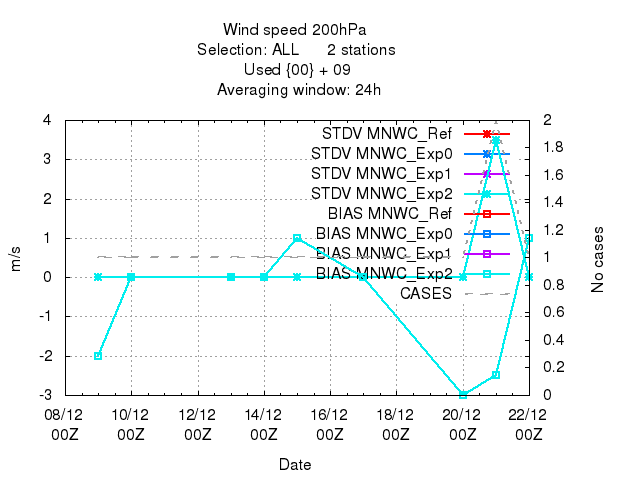 Wind speed 200hPa
Selection: ALL 2 stations
Used {00} + 09
Averaging window: 24h
4
3
2
1
0
-1
-2
-3
m/s
2
1.8
1.6
1.4
1.2
1
0.8
0.6
0.4
0.2
0
No cases
STDV MNWC_Ref
STDV MNWC_Exp0
STDV MNWC_Exp1
STDV MNWC_Exp2
BIAS MNWC_Ref
BIAS MNWC_Exp0
BIAS MNWC_Exp1
BIAS MNWC_Exp2
CASES
08/12 10/12 12/12 14/12 16/12 18/12 20/12 22/12
00Z 00Z 00Z 00Z 00Z 00Z 00Z 00Z
Date